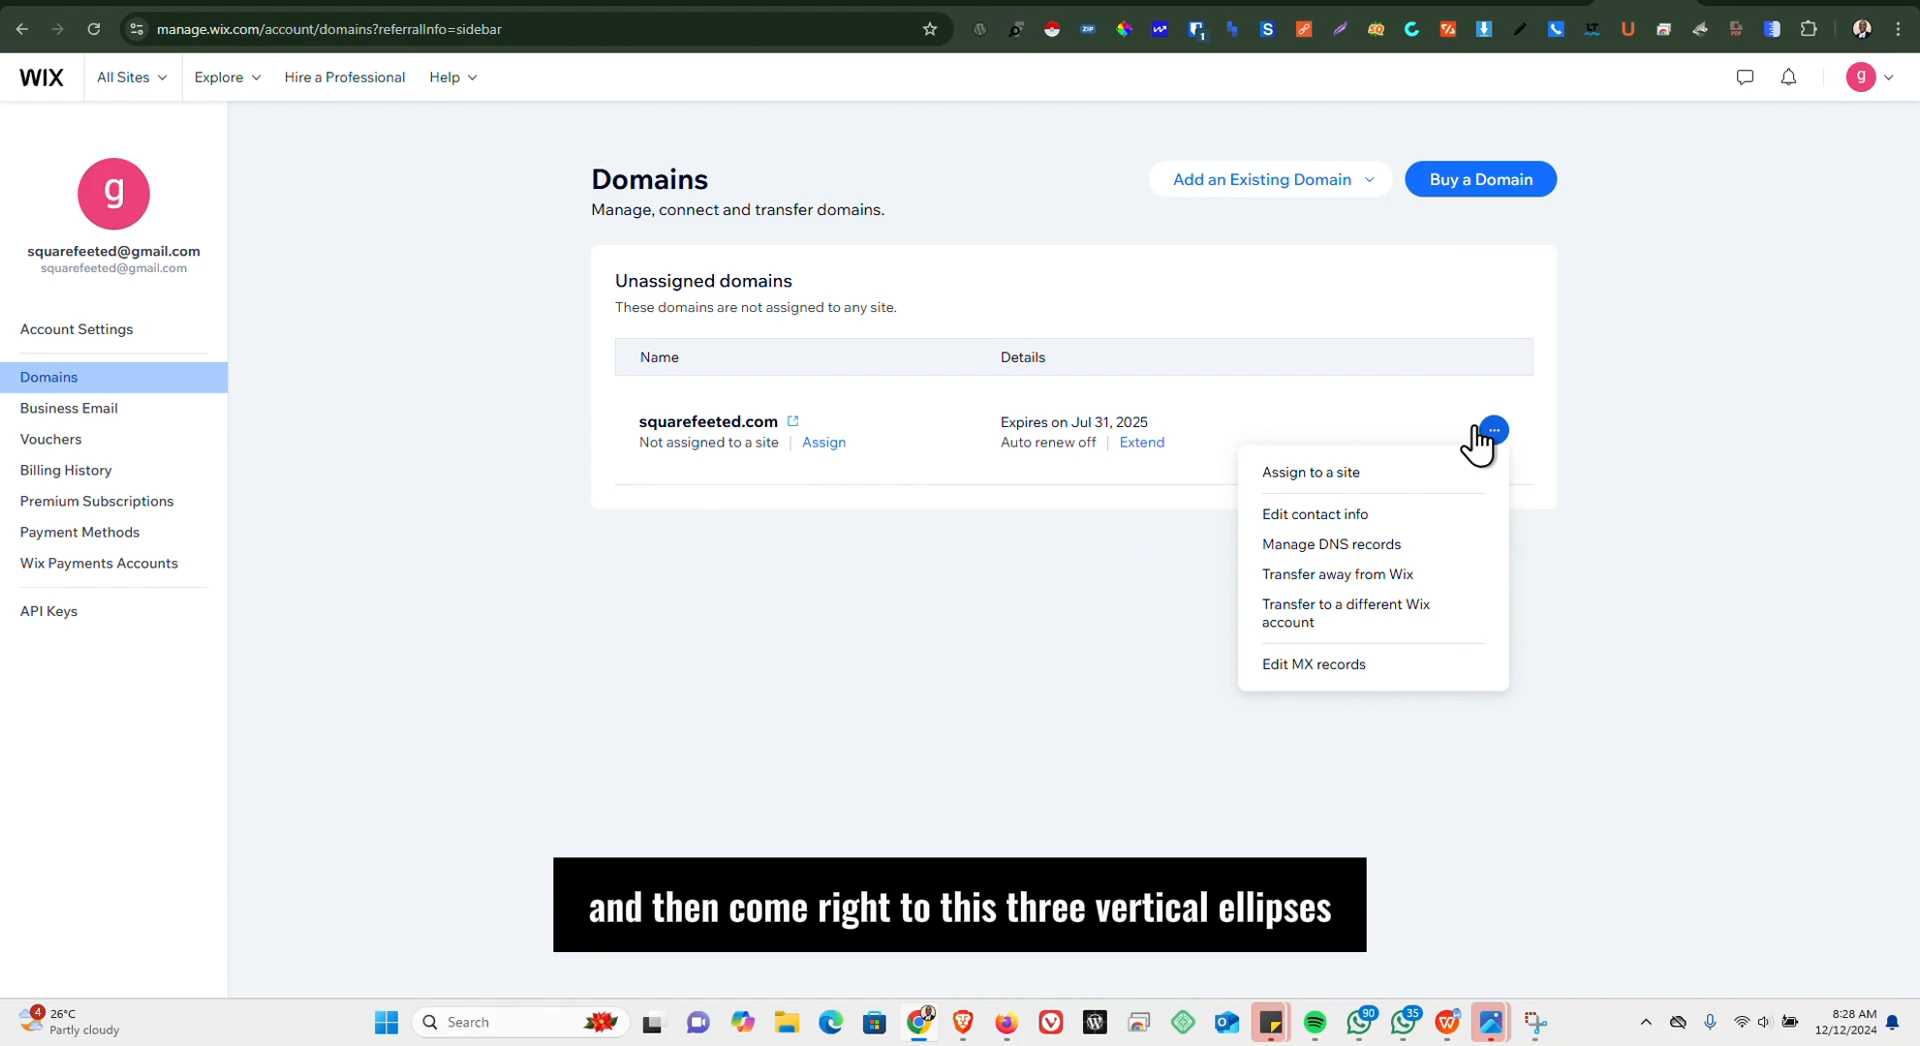 manage.wix.com/account/domains?referralInfo=sidebar
WIX
All Sites
Explore
Hire a Professional
Help
g
g
squarefeeted@gmail.com
squarefeeted@gmail.com
Account Settings
Domains
Business Email
Vouchers
Billing History
Premium Subscriptions
Payment Methods
Wix Payments Accounts
API Keys
Domains
Manage, connect and transfer domains.
Add an Existing Domain
Buy a Domain
Unassigned domains
These domains are not assigned to any site.
Name
Details
squarefeeted.com
Not assigned to a site | Assign
Expires on Jul 31, 2025
Auto renew off | Extend
Assign to a site
Edit contact info
Manage DNS records
Transfer away from Wix
Transfer to a different Wix
account
Edit MX records
and then come right to this three vertical ellipses
4
26°C
Partly cloudy
Search
90
35
8:28 AM
12/12/2024